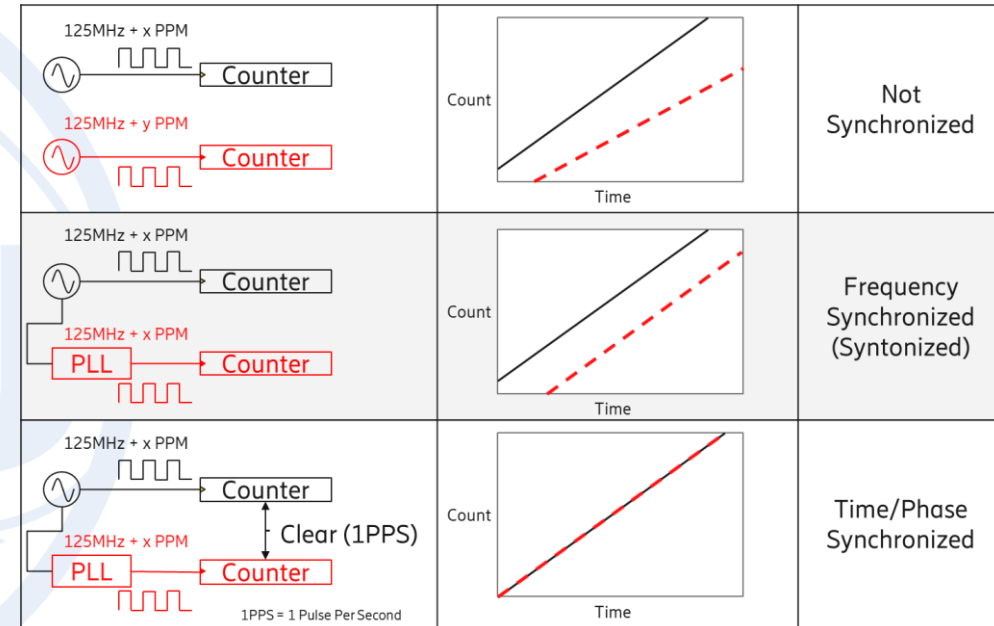 125MHz + x PPM
Counter
125MHz + y PPM
Counter
Count
Time
Not
Synchronized
125MHz + x PPM
Counter
125MHz + x PPM
PLL
Counter
Count
Time
Frequency
Synchronized
(Syntonized)
125MHz + x PPM
Counter
Clear (1PPS)
125MHz + x PPM
PLL
Counter
1PPS = 1 Pulse Per Second
Count
Time
Time/Phase
Synchronized